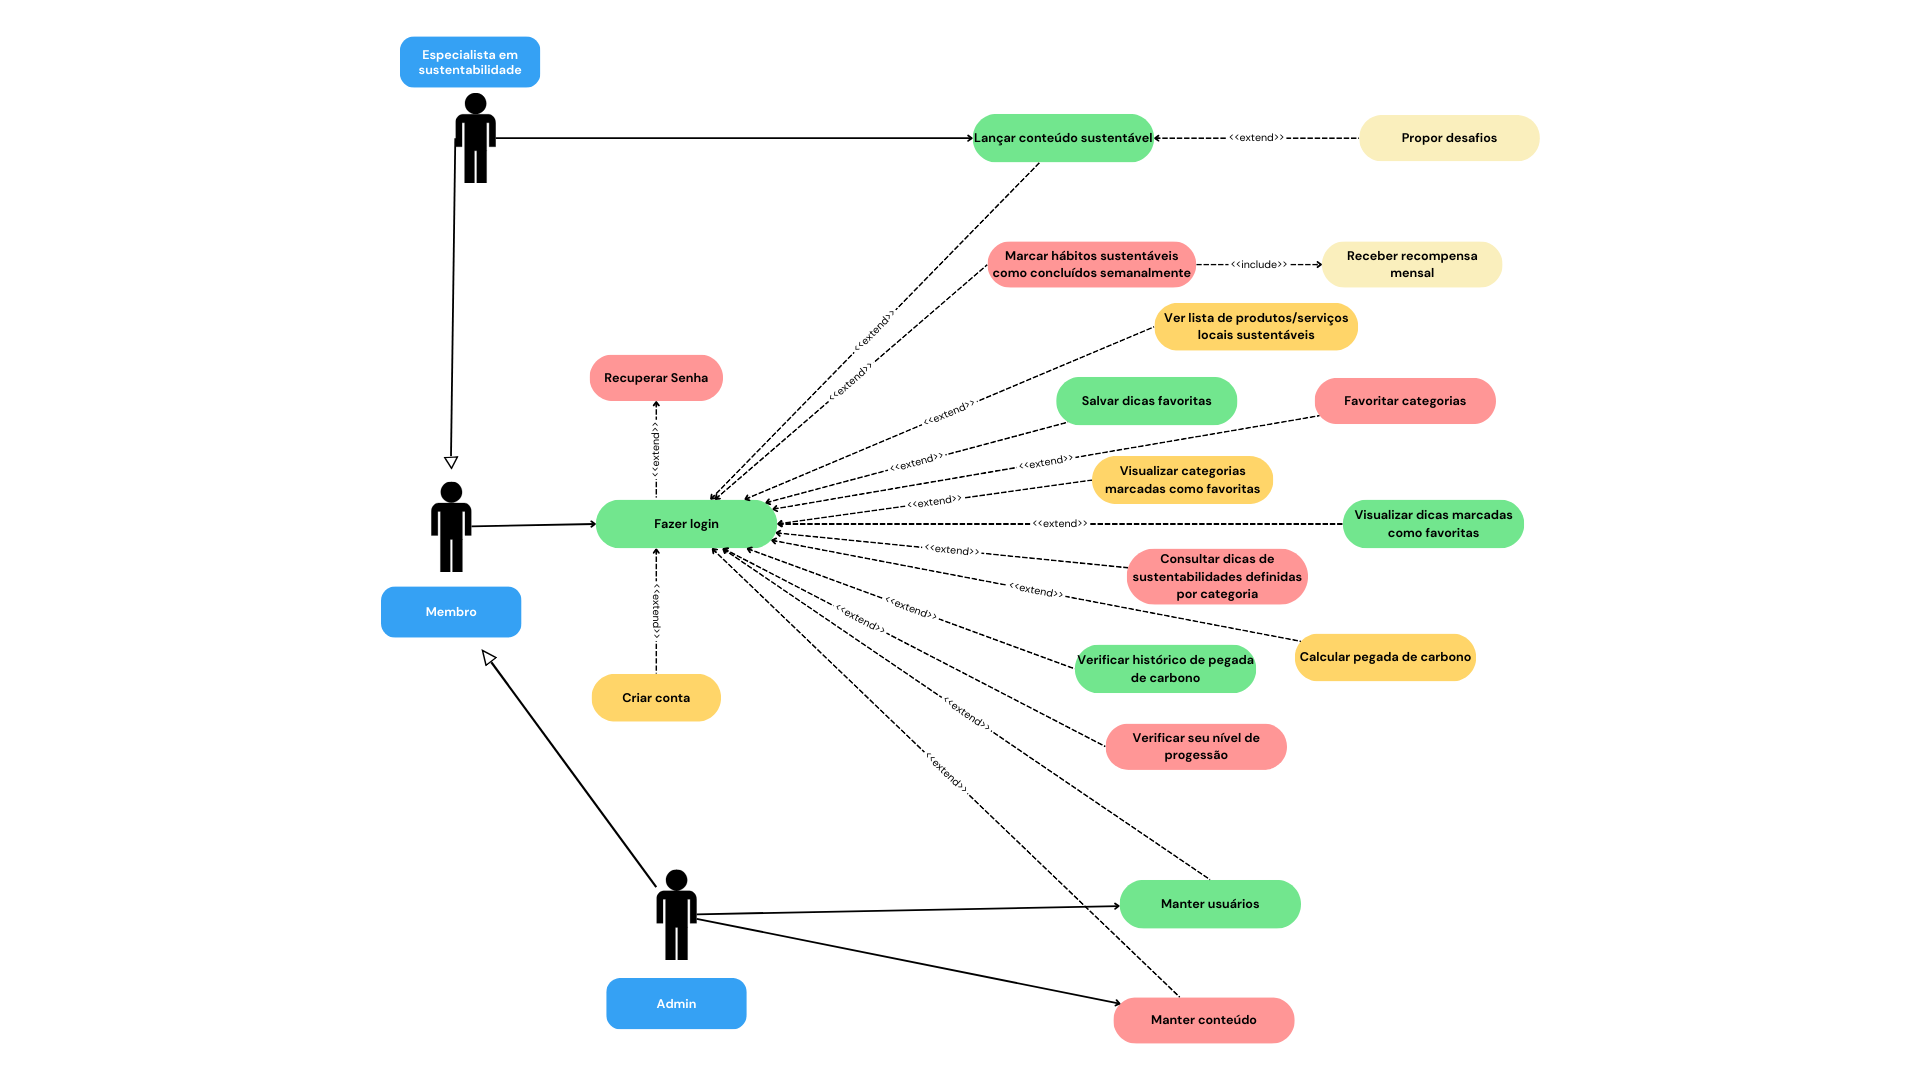 Especialista em
sustentabilidade
Lançar conteúdo sustentável
<<extend>>
Propor desafios
Marcar hábitos sustentáveis
como concluídos semanalmente
<<include>>
Receber recompensa
mensal
Ver lista de produtos/serviços
locais sustentáveis
<<extend>>
<<extend>>
Recuperar Senha
Salvar dicas favoritas
Favoritar categorias
<<extend>>
<<extend>>
<<extend>>
<<extend>>
Visualizar categorias
marcadas como favoritas
<<extend>>
Fazer login
<<extend>>
Visualizar dicas marcadas
como favoritas
<<extend>>
Consultar dicas de
sustentabilidades definidas
por categoria
<<extend>>
<<extend>>
<<extend>>
<<extend>>
Membro
Verificar histórico de pegada
de carbono
Calcular pegada de carbono
Criar conta
<<extend>>
Verificar seu nível de
progessão
<<extend>>
Manter usuários
Admin
Manter conteúdo